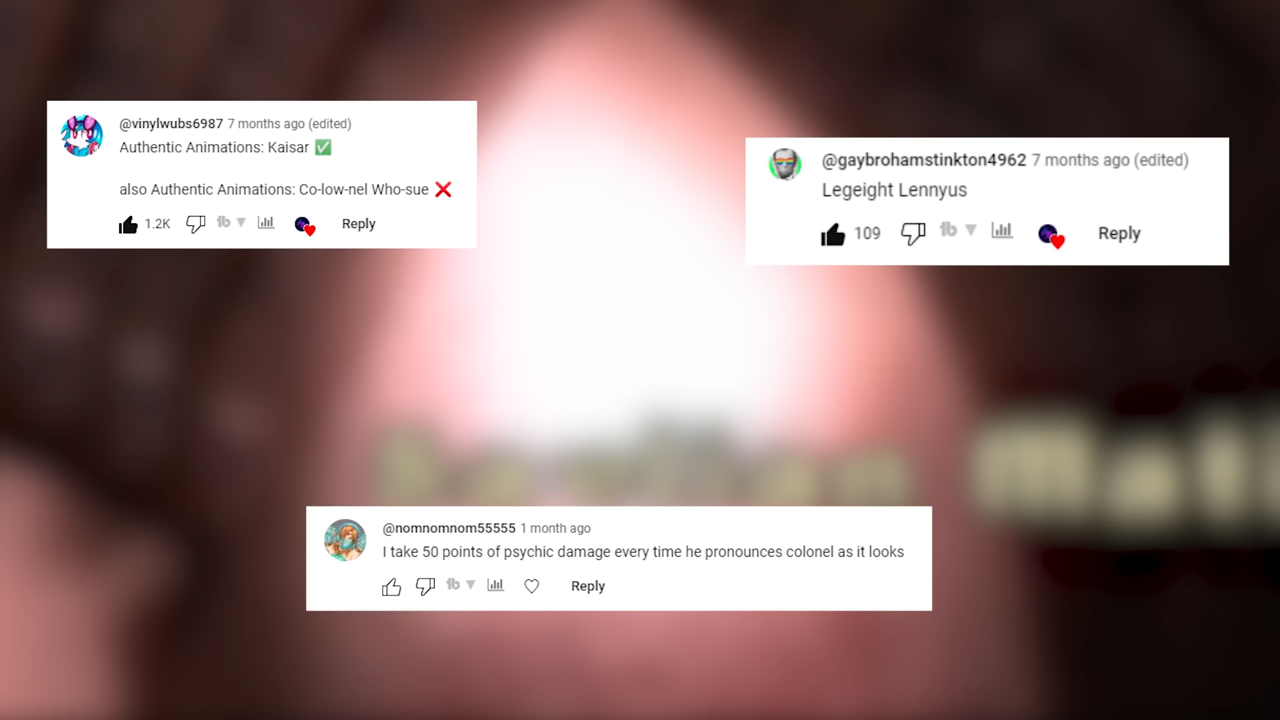 @vinylwubs6987 7 months ago (edited)
Authentic Animations: Kaisar ✅
also Authentic Animations: Co-low-nel Who-sue ❌
1.2K Reply
@gaybrohamstinkton4962 7 months ago (edited)
Legeight Lennyus
109 Reply
@nomnomnom55555 1 month ago
I take 50 points of psychic damage every time he pronounces colonel as it looks
Reply